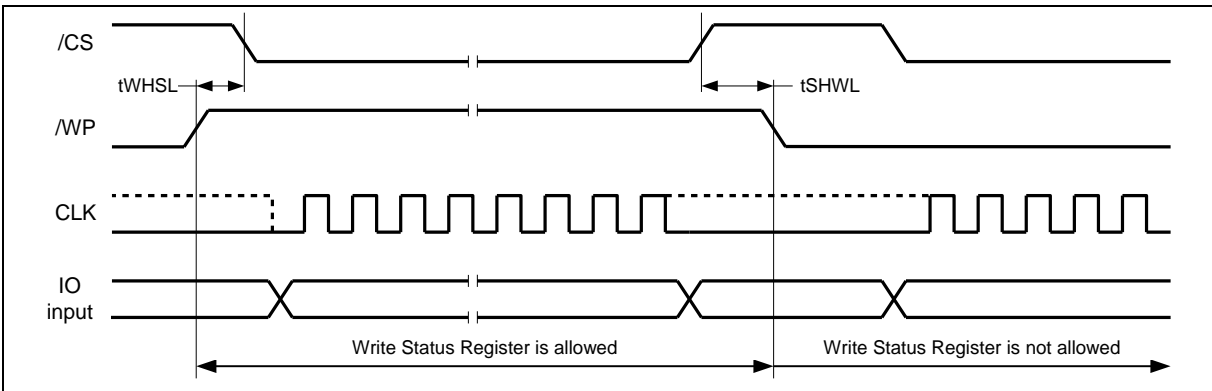 /CS
tWHSL
tSHWL
/WP
CLK
IO
input
Write Status Register is allowed
Write Status Register is not allowed